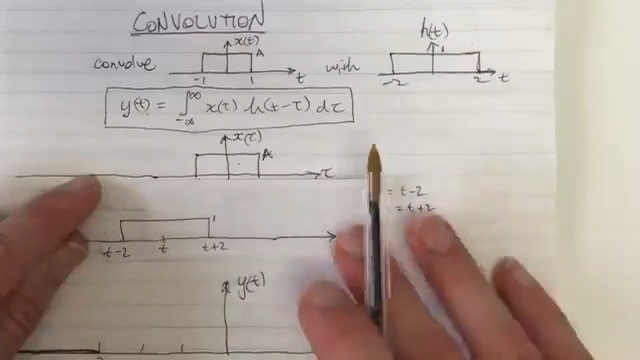 CONVOLUTION
convolve x(t) A -1 1 t with h(t) 1 -2 2 t
y(t) = ∫_{-∞}^{∞} x(τ) h(t-τ) dτ
x(τ) A τ
= t-2
= t+2
1
t-2 t t+2
y(t)